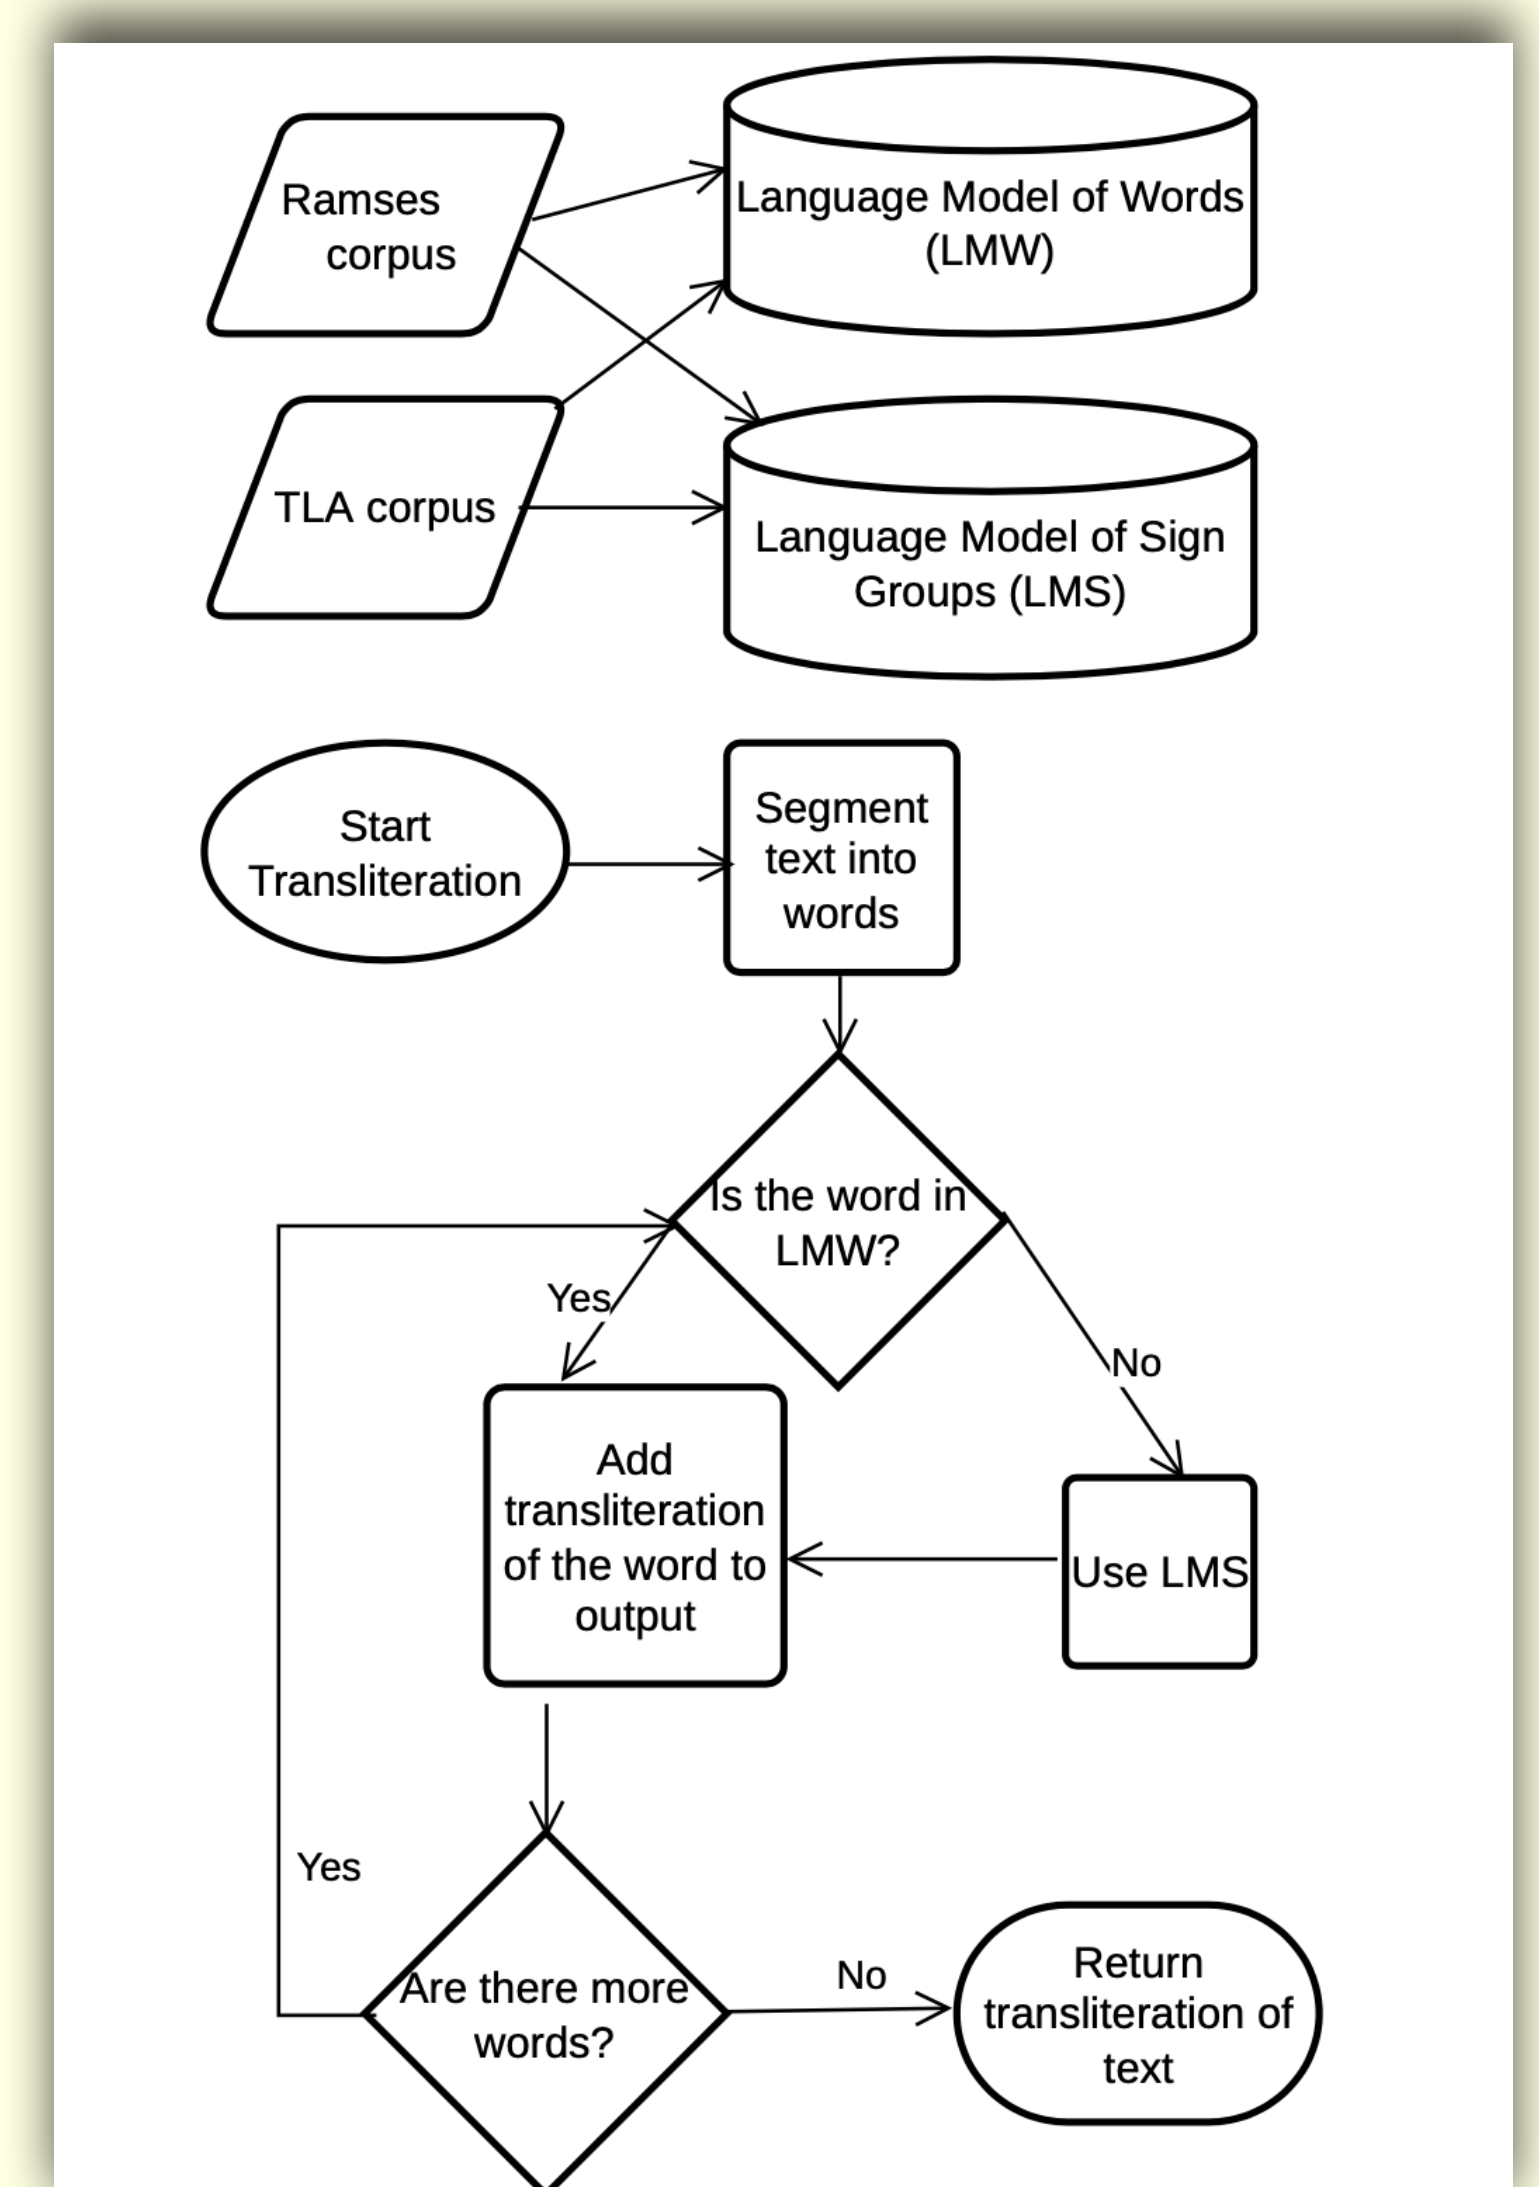 Ramses
corpus
Language Model of Words
(LMW)
TLA corpus
Language Model of Sign
Groups (LMS)
Start
Transliteration
Segment
text into
words
Is the word in
LMW?
Yes
No
Add
transliteration
of the word to
output
Use LMS
Yes
Are there more
words?
No
Return
transliteration of
text